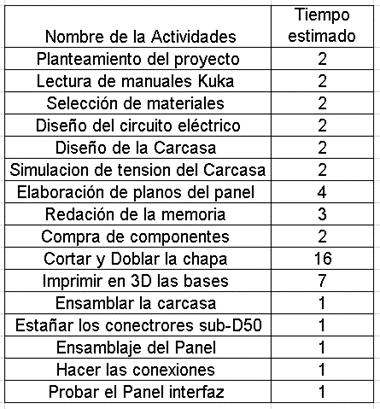 Nombre de la Actividades Tiempo estimado
Planteamiento del proyecto 2
Lectura de manuales Kuka 2
Selección de materiales 2
Diseño del circuito eléctrico 2
Diseño de la Carcasa 2
Simulacion de tension del Carcasa 2
Elaboración de planos del panel 4
Redación de la memoria 3
Compra de componentes 2
Cortar y Doblar la chapa 16
Imprimir en 3D las bases 7
Ensamblar la carcasa 1
Estañar los conectrores sub-D50 1
Ensamblaje del Panel 1
Hacer las conexiones 1
Probar el Panel interfaz 1